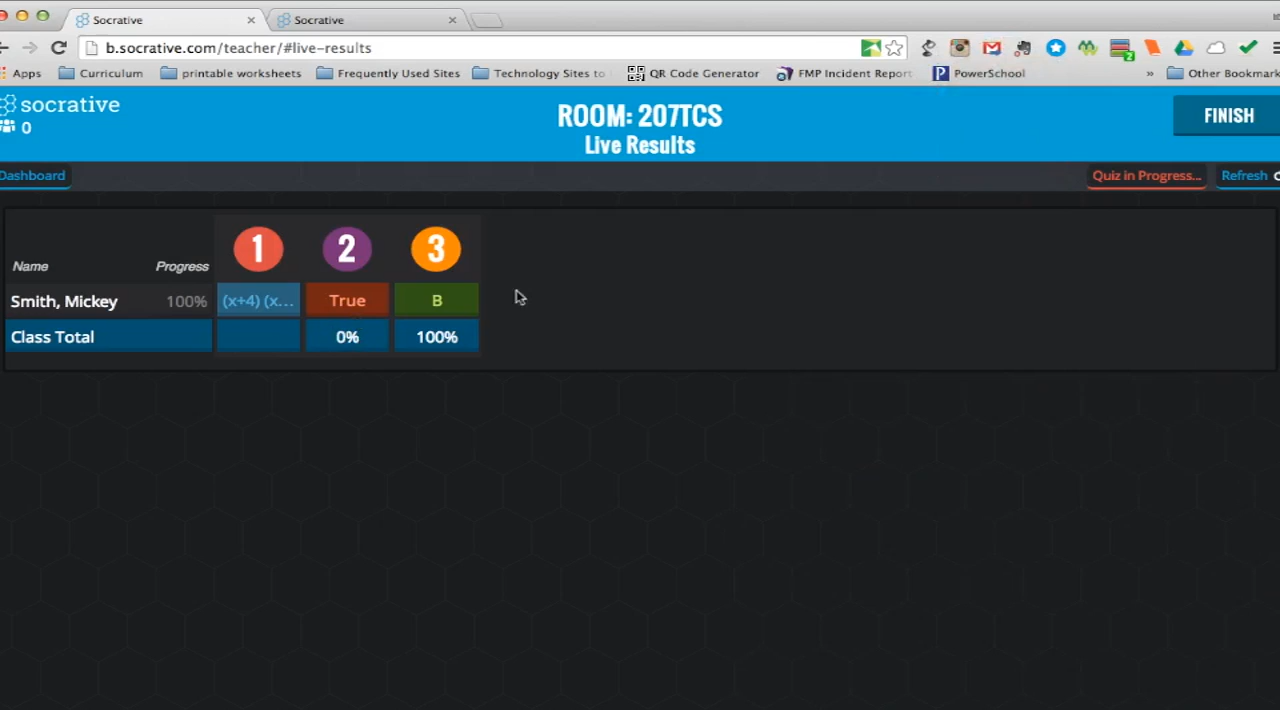 Socrative
Socrative
b.socrative.com/teacher/#live-results
2
Apps Curriculum printable worksheets Frequently Used Sites Technology Sites to QR Code Generator FMP Incident Report PowerSchool » Other Bookmark
socrative
0
ROOM: 207TCS
Live Results
FINISH
Dashboard
Quiz in Progress...
Refresh
1 2 3
Name Progress
Smith, Mickey 100% (x+4) (x... True B
Class Total 0% 100%